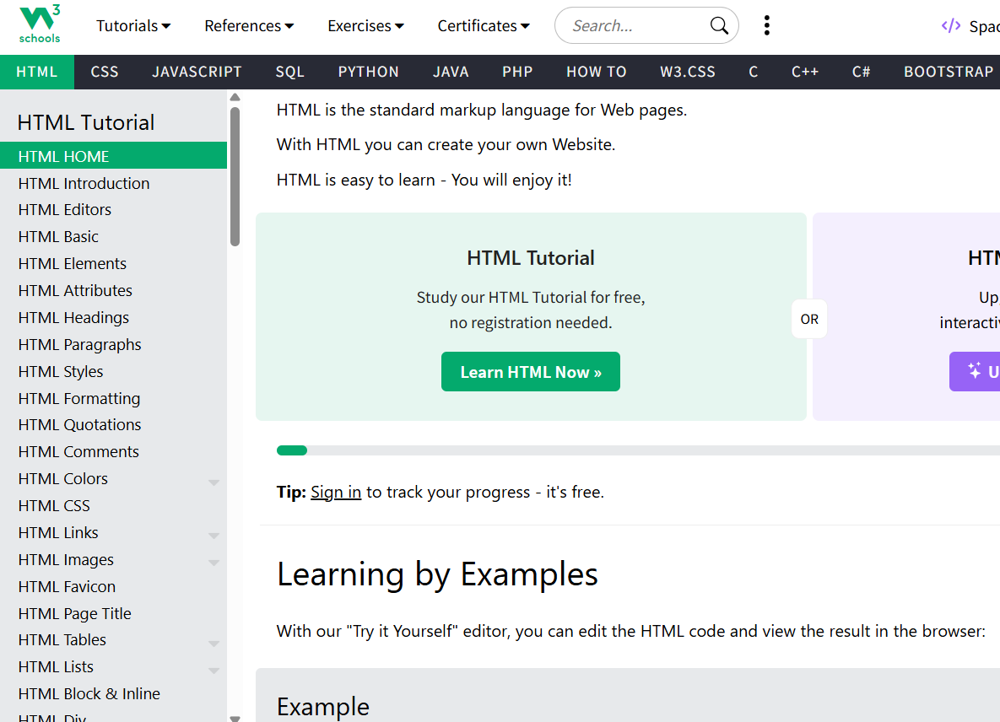 W3 schools
Tutorials References Exercises Certificates Search... </> Spac
HTML CSS JAVASCRIPT SQL PYTHON JAVA PHP HOW TO W3.CSS C C++ C# BOOTSTRAP
HTML Tutorial
HTML HOME
HTML Introduction
HTML Editors
HTML Basic
HTML Elements
HTML Attributes
HTML Headings
HTML Paragraphs
HTML Styles
HTML Formatting
HTML Quotations
HTML Comments
HTML Colors
HTML CSS
HTML Links
HTML Images
HTML Favicon
HTML Page Title
HTML Tables
HTML Lists
HTML Block & Inline
HTML Div
HTML is the standard markup language for Web pages.
With HTML you can create your own Website.
HTML is easy to learn - You will enjoy it!
HTML Tutorial
Study our HTML Tutorial for free,
no registration needed.
Learn HTML Now »
OR
HTM
Up
interactiv
U
Tip: Sign in to track your progress - it's free.
Learning by Examples
With our "Try it Yourself" editor, you can edit the HTML code and view the result in the browser:
Example